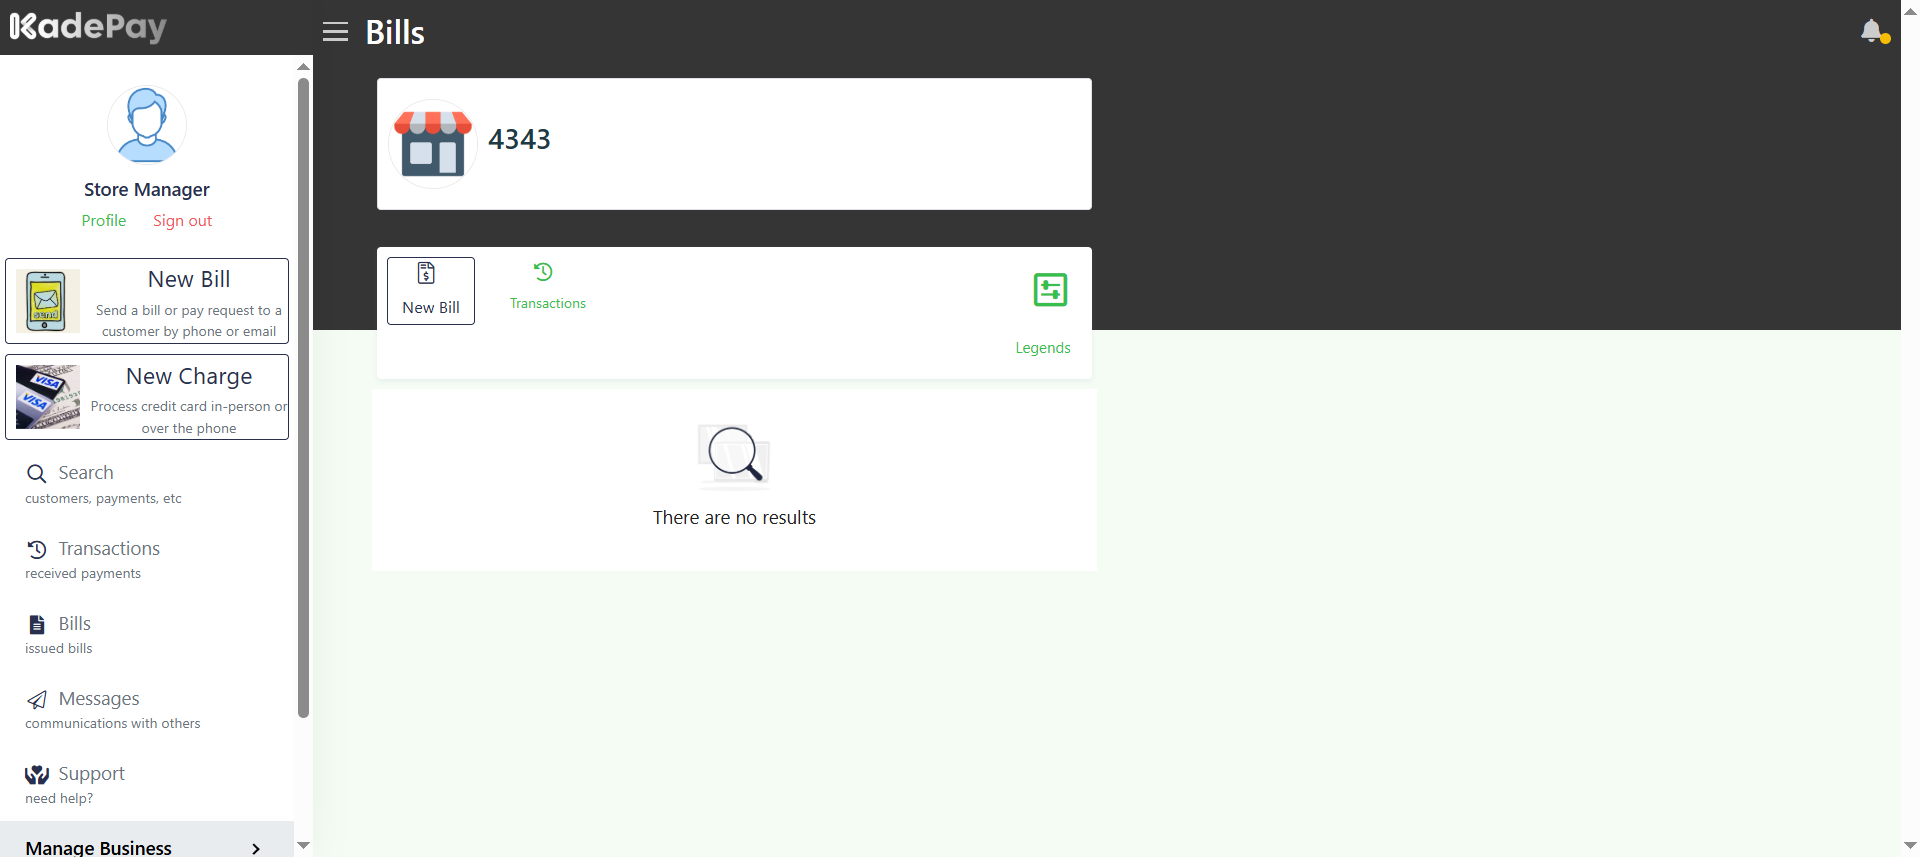 KadePay
Bills
Store Manager
Profile
Sign out
New Bill
Send a bill or pay request to a
customer by phone or email
New Charge
Process credit card in-person or
over the phone
Search
customers, payments, etc
Transactions
received payments
Bills
issued bills
Messages
communications with others
Support
need help?
Manage Business
4343
New Bill
Transactions
Legends
There are no results
send
VISA
VISA